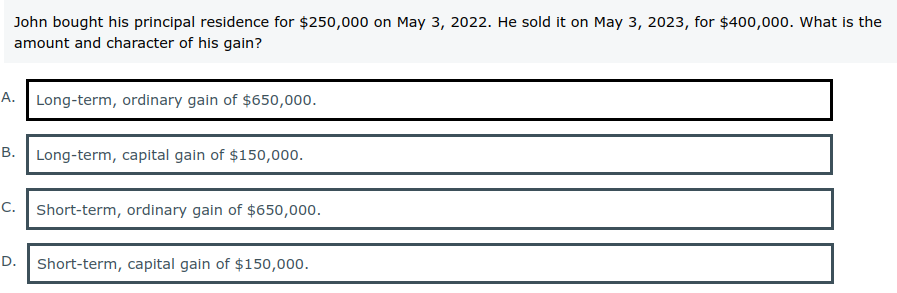 John bought his principal residence for $250,000 on May 3, 2022. He sold it on May 3, 2023, for $400,000. What is the
amount and character of his gain?
A. Long-term, ordinary gain of $650,000.
B. Long-term, capital gain of $150,000.
C. Short-term, ordinary gain of $650,000.
D. Short-term, capital gain of $150,000.